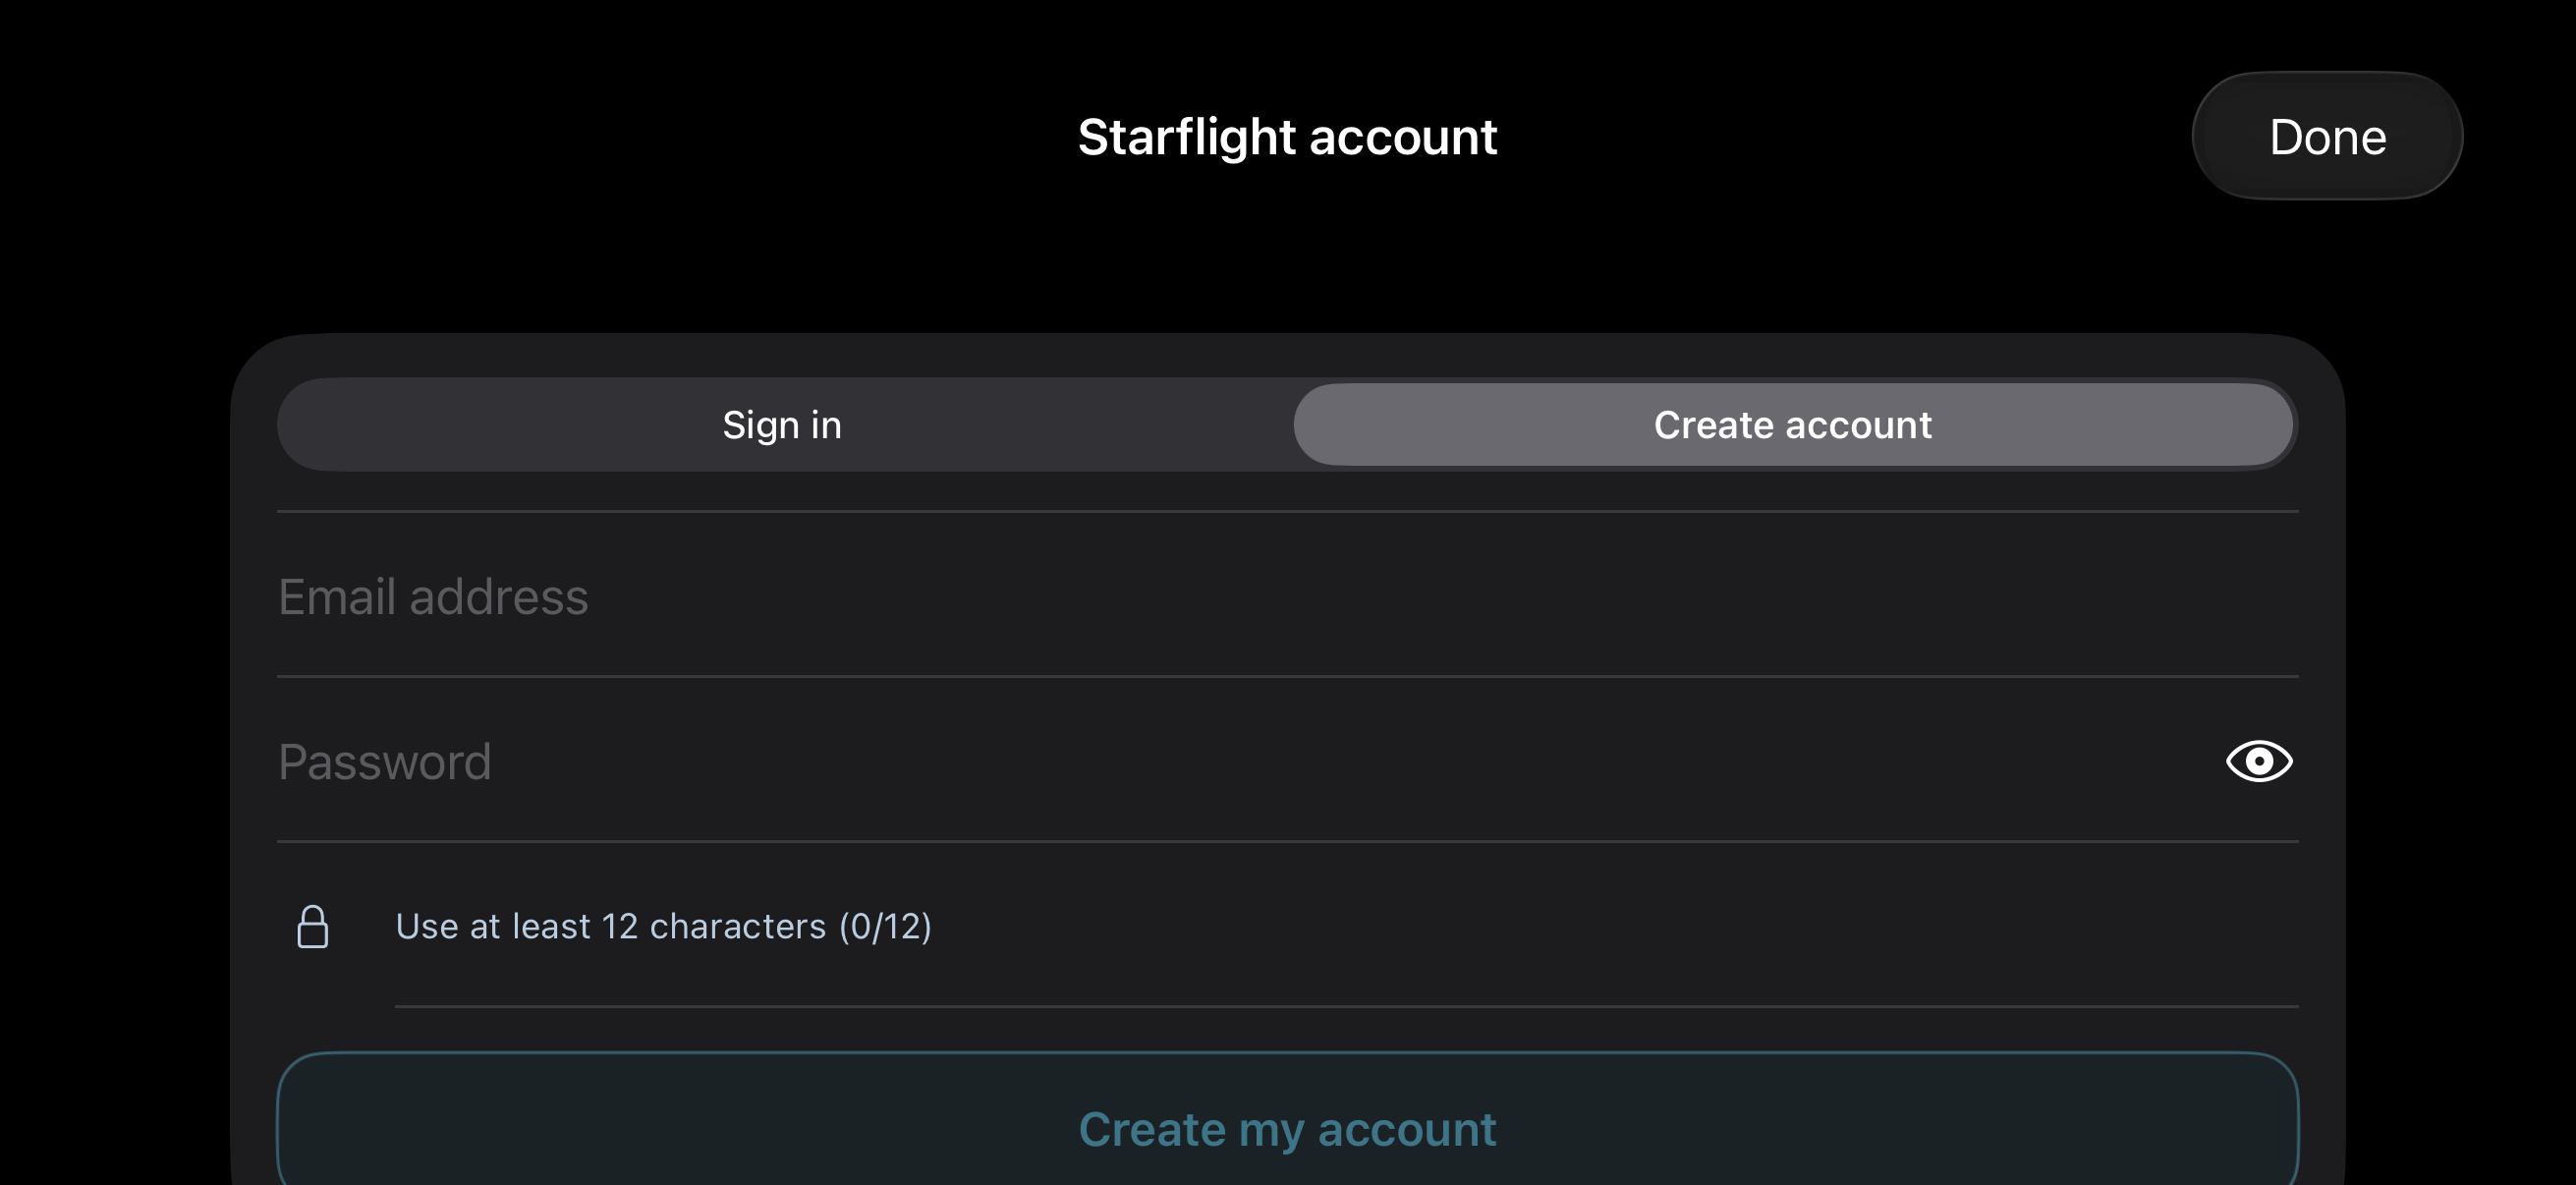 Starflight account
Done
Sign in
Create account
Email address
Password
Use at least 12 characters (0/12)
Create my account